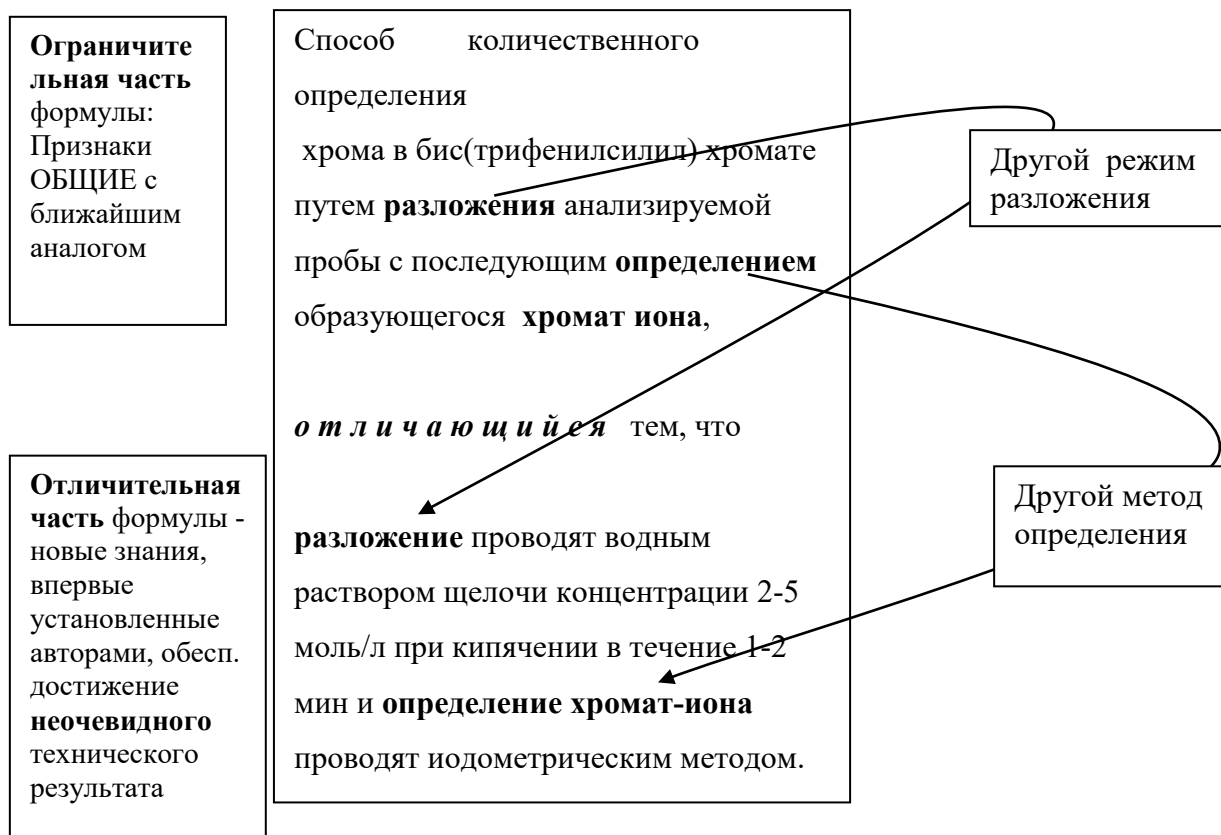 Ограничите
льная часть
формулы:
Признаки
ОБЩИЕ с
ближайшим
аналогом
Способ количественного
определения
хрома в бис(трифенилсилил) хромате
путем разложения анализируемой
пробы с последующим определением
образующегося хромат иона,
о т л и ч а ю щ и й с я тем, что
разложение проводят водным
раствором щелочи концентрации 2-5
моль/л при кипячении в течение 1-2
мин и определение хромат-иона
проводят иодометрическим методом.
Другой режим
разложения
Отличительная
часть формулы -
новые знания,
впервые
установленные
авторами, обесп.
достижение
неочевидного
технического
результата
Другой метод
определения